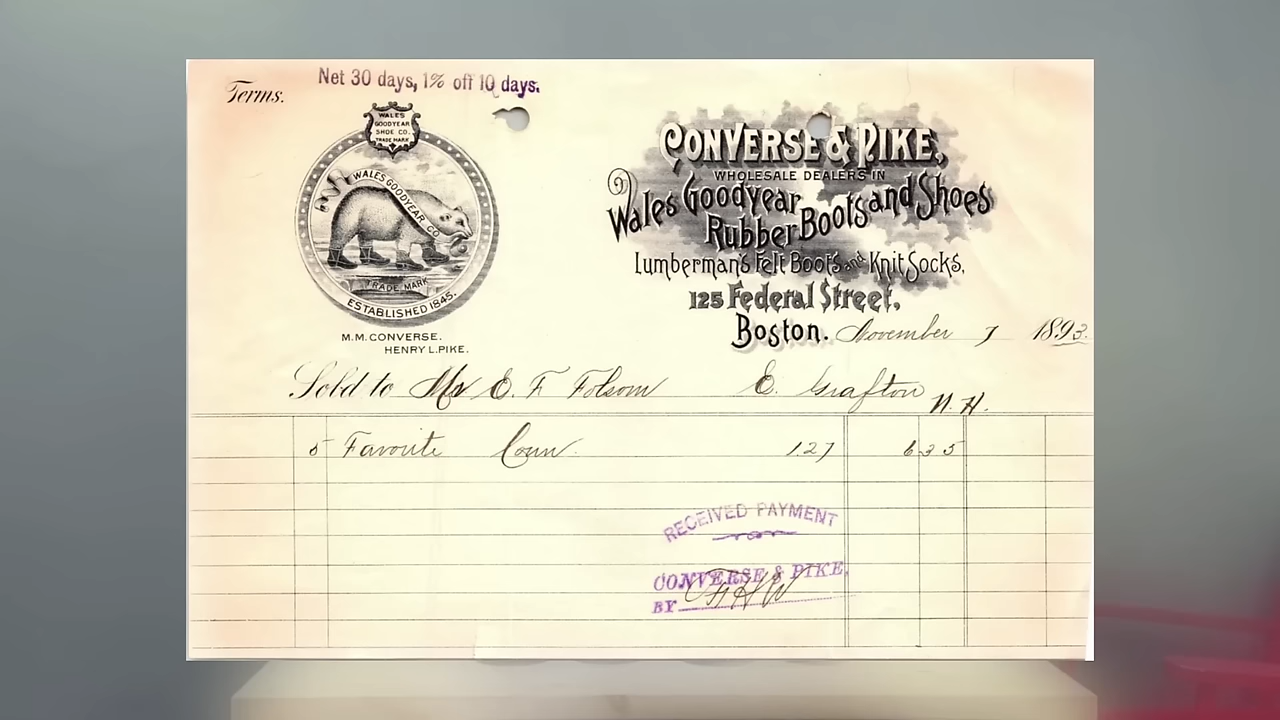 Net 30 days, 1% off 10 days.
Terms.
WALES
GOODYEAR
SHOE CO.
TRADE MARK
WALES GOODYEAR CO.
TRADE MARK
ESTABLISHED 1845.
M.M. CONVERSE.
HENRY L. PIKE.
CONVERSE & PIKE,
WHOLESALE DEALERS IN
Wales Goodyear
Rubber Boots and Shoes
Lumberman's Felt Boots and Knit Socks,
125 Federal Street,
Boston. November 7 1893.
Sold to Mr E. F Folsom E. Grafton
N. H.
5 Favorite 127 6 35
RECEIVED PAYMENT
CONVERSE & PIKE,
BY